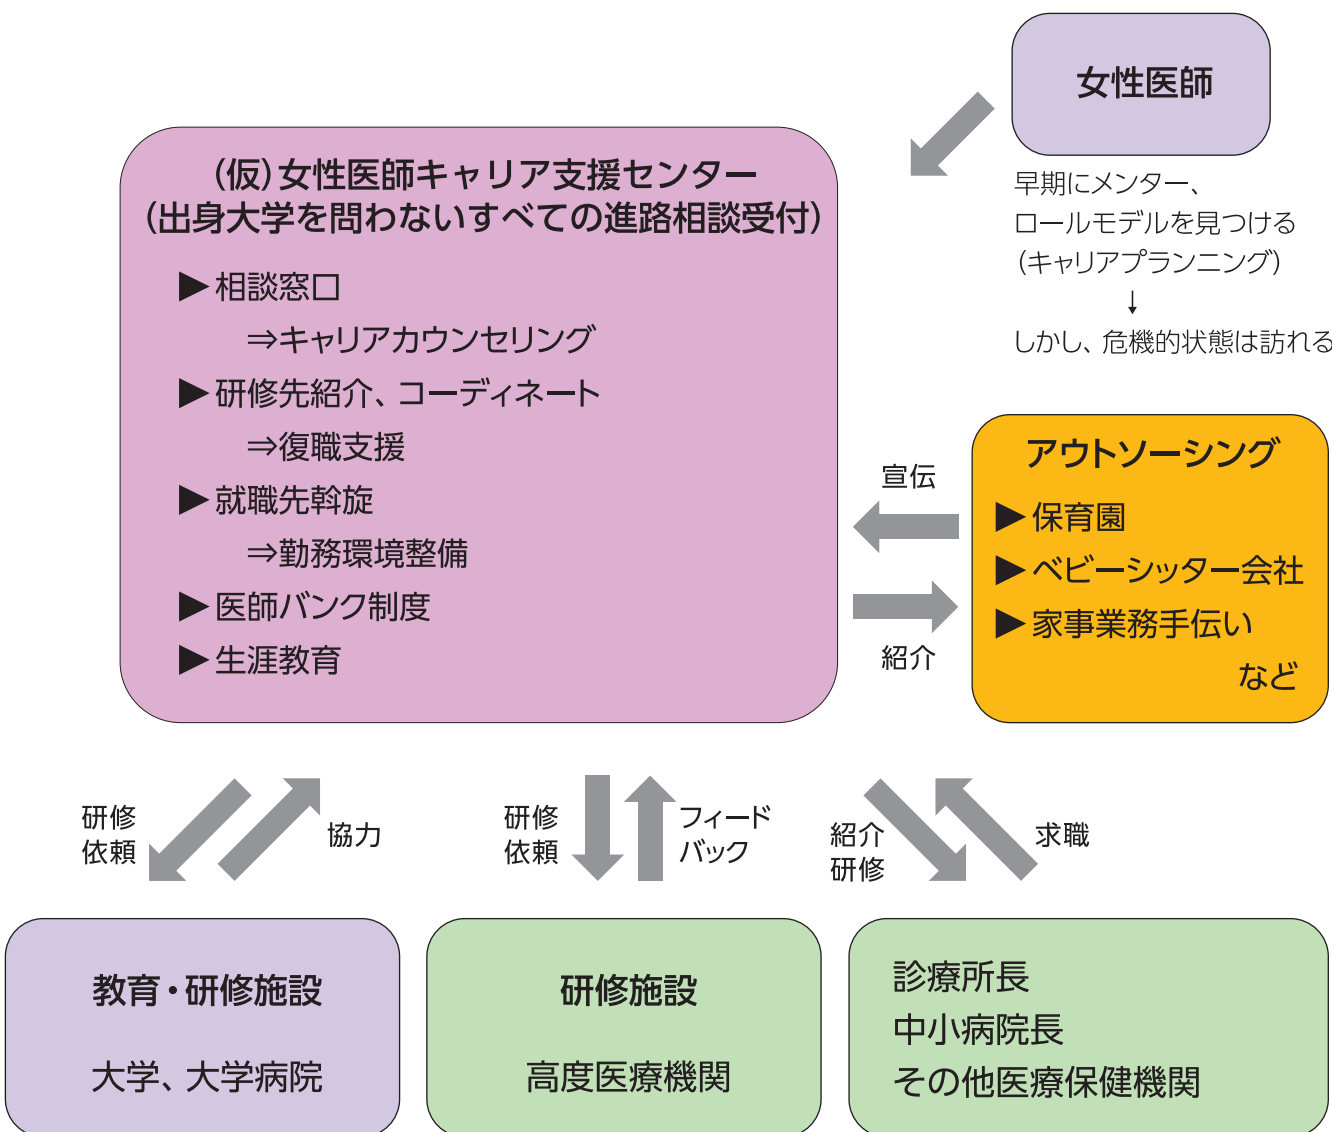 女性医師
早期にメンター、
ロールモデルを見つける
（キャリアプランニング）
↓
しかし、危機的状態は訪れる
（仮）女性医師キャリア支援センター
（出身大学を問わないすべての進路相談受付）
▶相談窓口
⇒キャリアカウンセリング
▶研修先紹介、コーディネート
⇒復職支援
▶就職先斡旋
⇒勤務環境整備
▶医師バンク制度
▶生涯教育
宣伝
紹介
アウトソーシング
▶保育園
▶ベビーシッター会社
▶家事業務手伝い
など
研修
依頼
協力
研修
依頼
フィード
バック
紹介
研修
求職
教育・研修施設
大学、大学病院
研修施設
高度医療機関
診療所長
中小病院長
その他医療保健機関